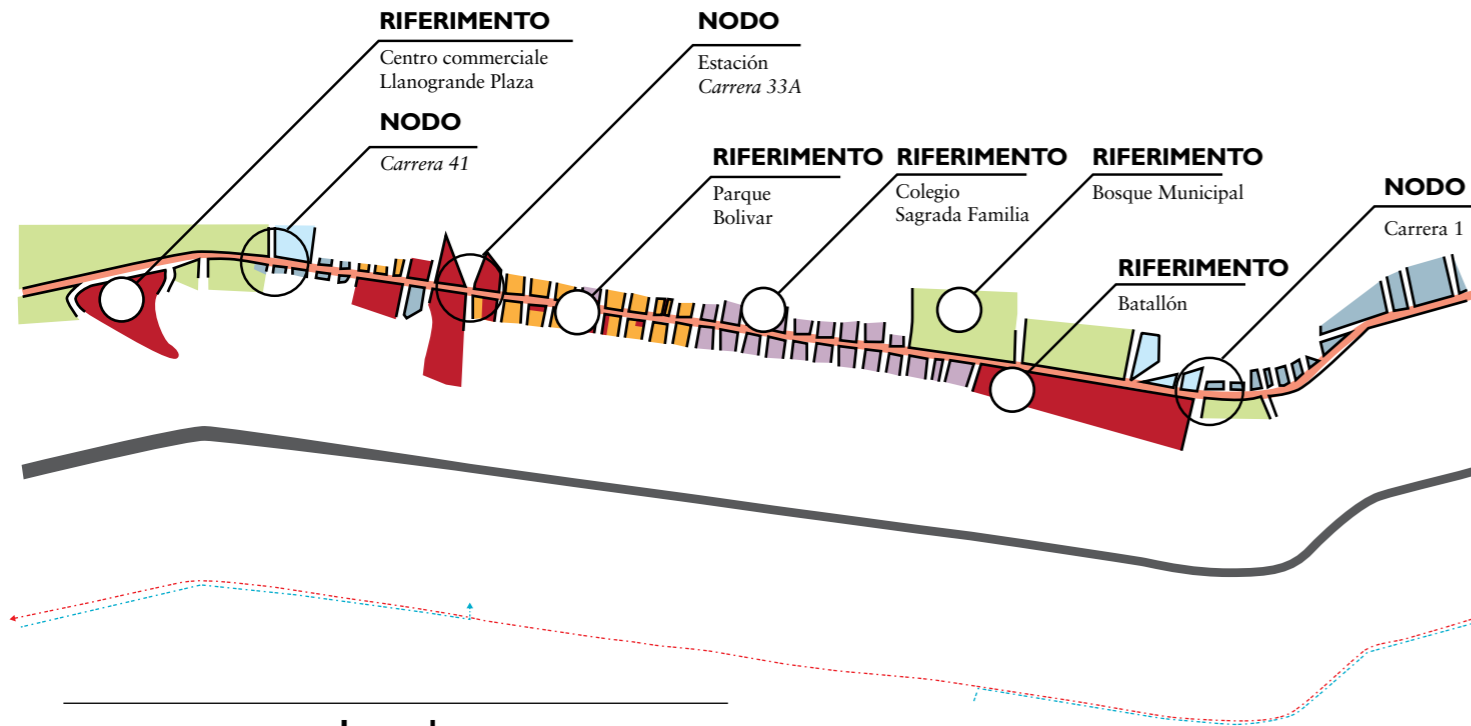 RIFERIMENTO
Centro commerciale
Llanogrande Plaza
NODO
Carrera 41
NODO
Estación
Carrera 33A
RIFERIMENTO
Parque
Bolivar
RIFERIMENTO
Colegio
Sagrada Familia
RIFERIMENTO
Bosque Municipal
RIFERIMENTO
Batallón
NODO
Carrera 1